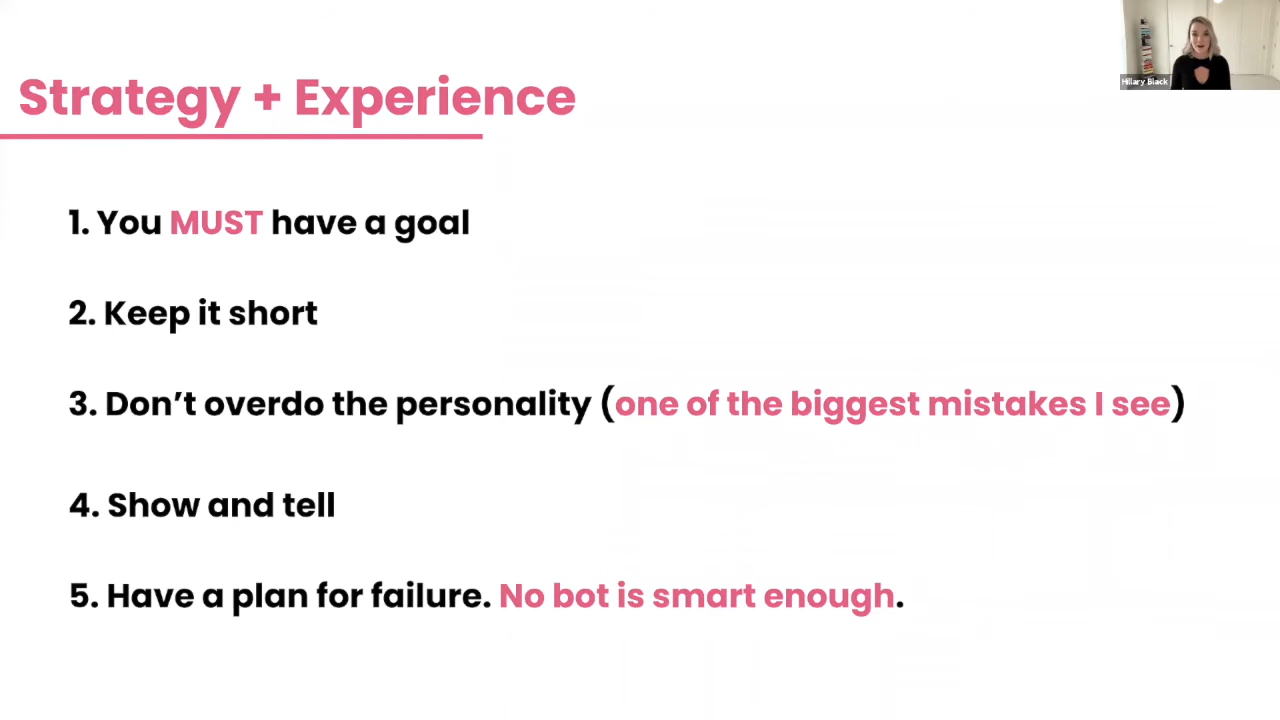 Hillary Black
Strategy + Experience
1. You MUST have a goal
2. Keep it short
3. Don’t overdo the personality (one of the biggest mistakes I see)
4. Show and tell
5. Have a plan for failure. No bot is smart enough.